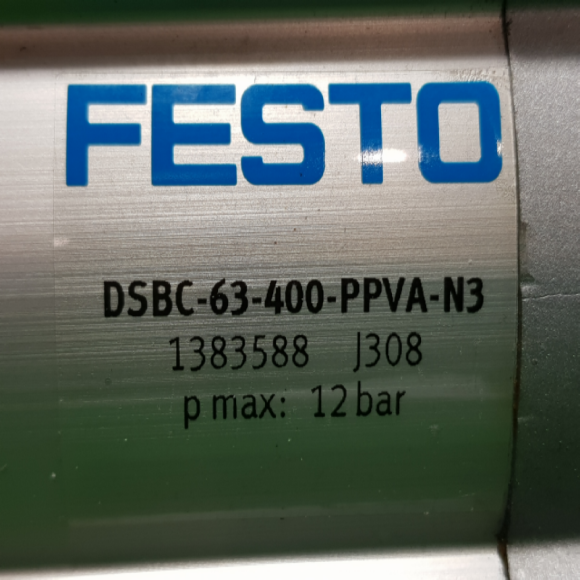 FESTO
DSBC-63-400-PPVA-N3
1383588 J308
p max: 12 bar